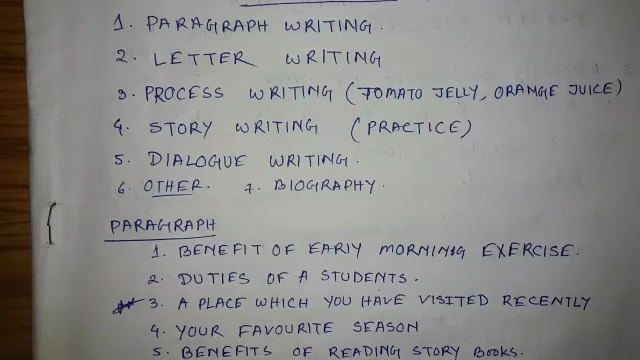 1. PARAGRAPH WRITING.
2. LETTER WRITING
3. PROCESS WRITING (TOMATO JELLY, ORANGE JUICE)
4. STORY WRITING (PRACTICE)
5. DIALOGUE WRITING.
6. OTHER. 7. BIOGRAPHY.
PARAGRAPH
1. BENEFIT OF EARLY MORNING EXERCISE.
2. DUTIES OF A STUDENTS.
3. A PLACE WHICH YOU HAVE VISITED RECENTLY
4. YOUR FAVOURITE SEASON
5. BENEFITS OF READING STORY BOOKS.